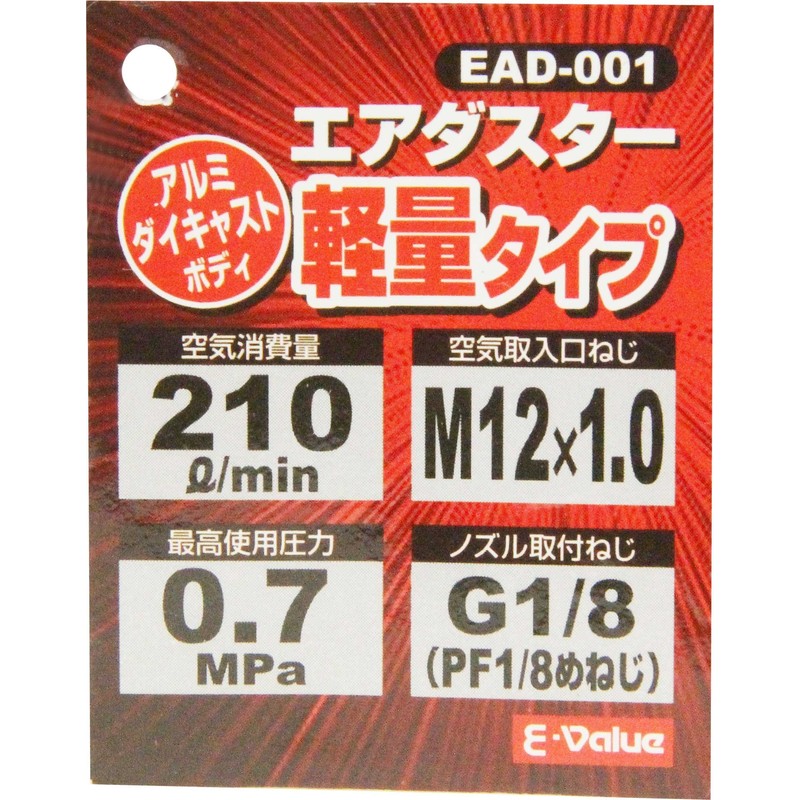 EAD-001
エアダスター
アルミ
ダイキャスト
ボディ
軽量タイプ
空気消費量
210
ℓ/min
空気取入口ねじ
M12×1.0
最高使用圧力
0.7
MPa
ノズル取付ねじ
G1/8
(PF1/8めねじ)
E-Value